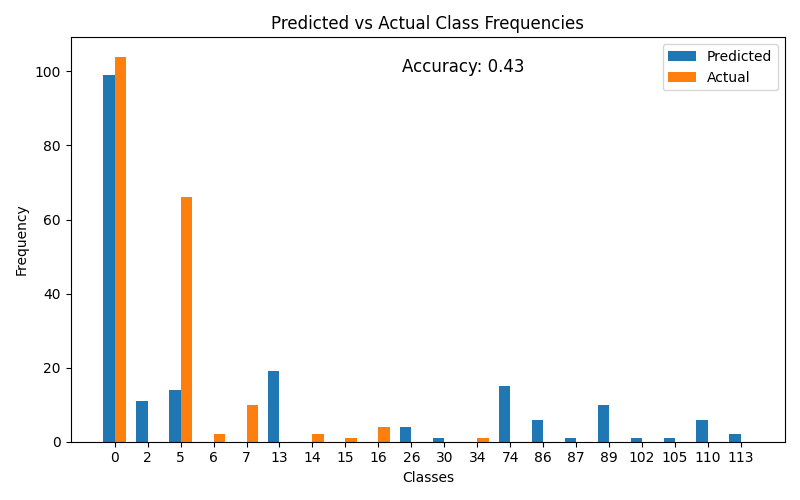 Predicted vs Actual Class Frequencies
Accuracy: 0.43
Predicted
Actual
Frequency
100
80
60
40
20
0
0 2 5 6 7 13 14 15 16 26 30 34 74 86 87 89 102 105 110 113
Classes